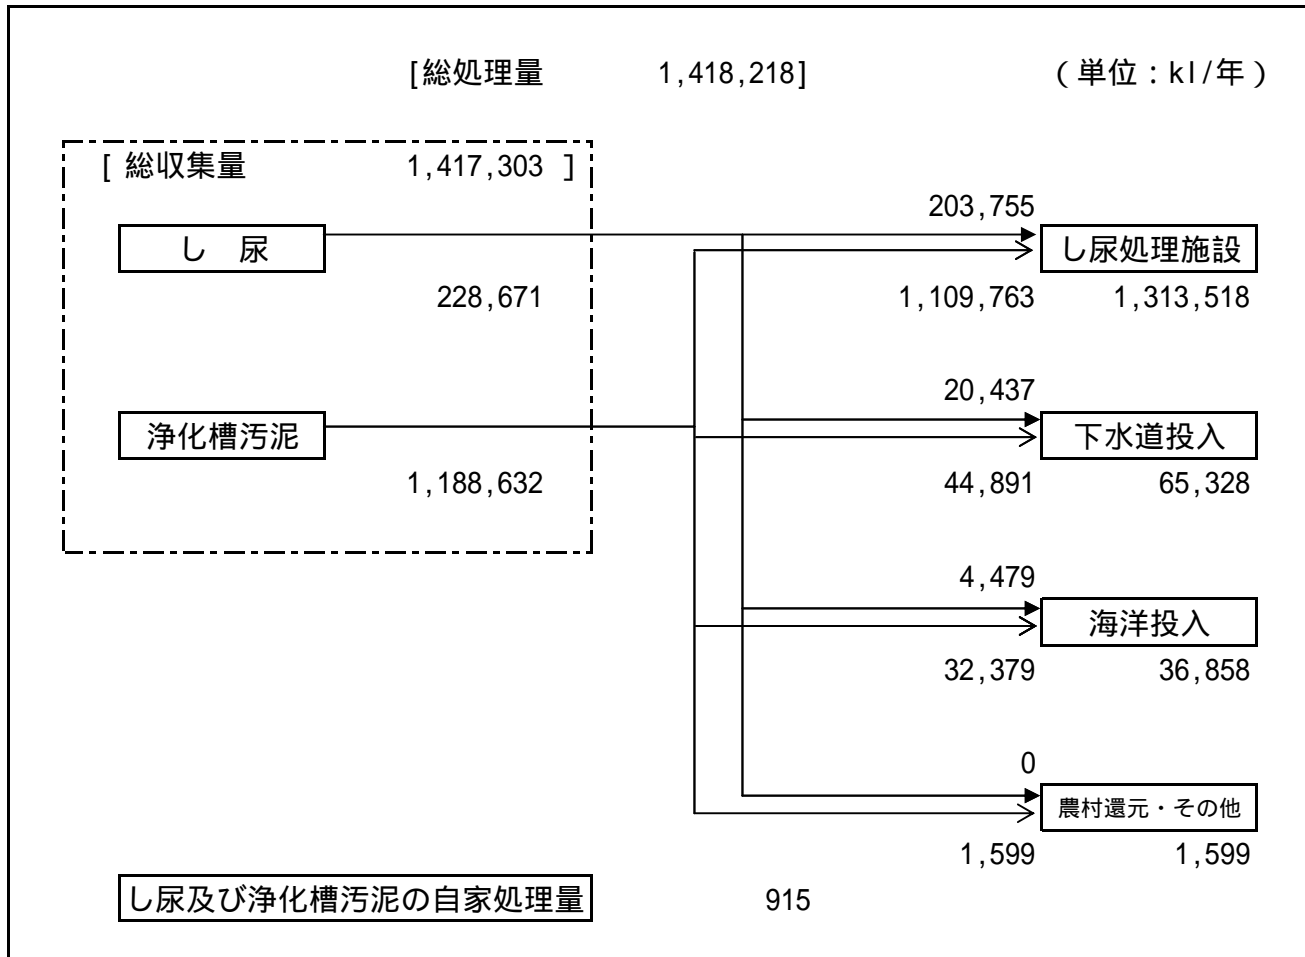 [総処理量 1,418,218] (単位:kl/年)
[総収集量 1,417,303 ]
203,755
し 尿 し尿処理施設
228,671 1,109,763 1,313,518
20,437
浄化槽汚泥 下水道投入
1,188,632 44,891 65,328
4,479
海洋投入
32,379 36,858
0
農村還元・その他
1,599 1,599
し尿及び浄化槽汚泥の自家処理量 915